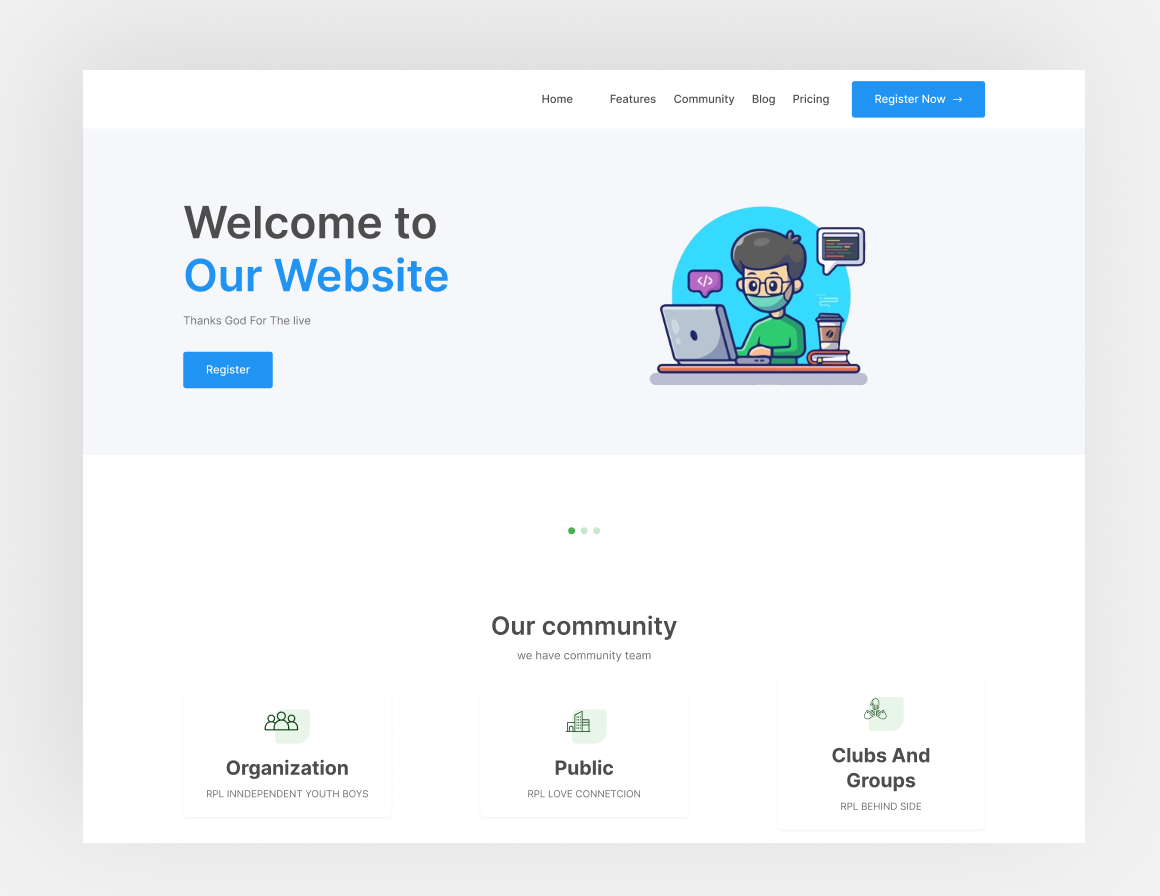 Home Features Community Blog Pricing Register Now →
Welcome to
Our Website
Thanks God For The live
Register
</>
Our community
we have community team
Organization
RPL INNDEPENDENT YOUTH BOYS
Public
RPL LOVE CONNETCION
Clubs And
Groups
RPL BEHIND SIDE